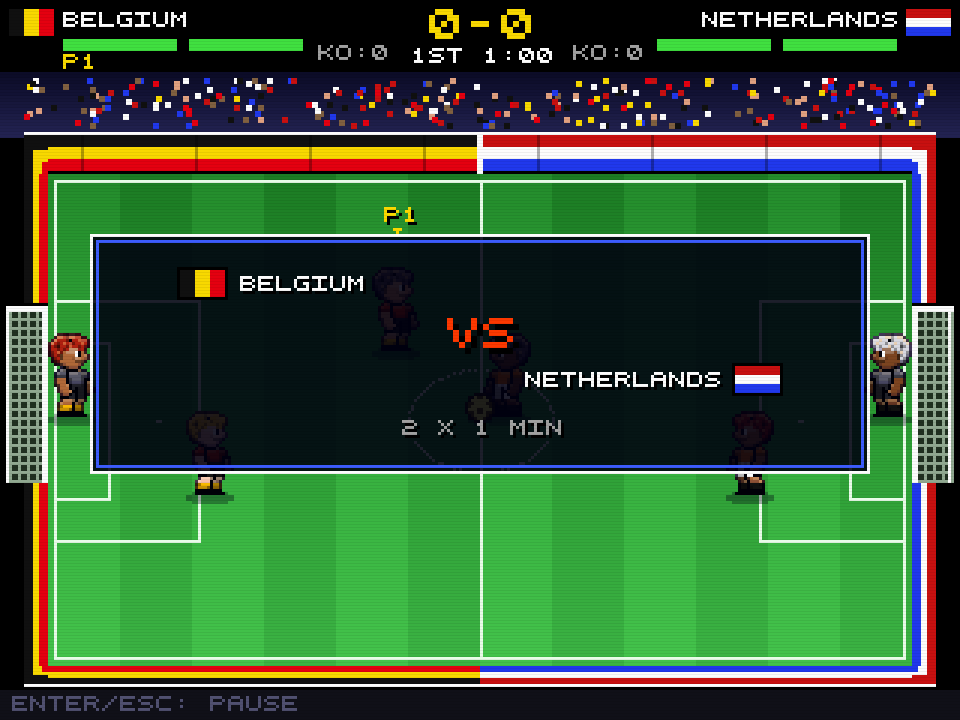 BELGIUM
0 - 0
NETHERLANDS
P1
KO:0
1ST 1:00
KO:0
P1
BELGIUM
VS
NETHERLANDS
2 X 1 MIN
ENTER/ESC: PAUSE